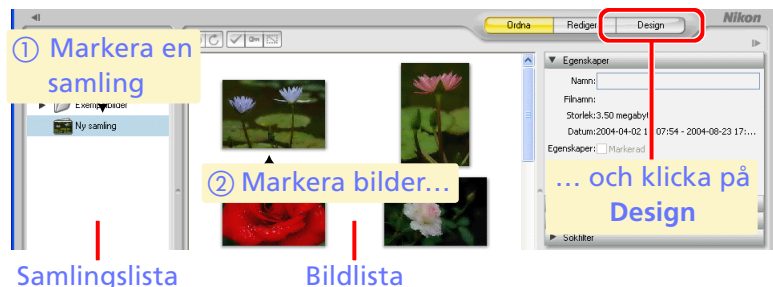 Ordna Rediger Design
Nikon
① Markera en
samling
Exempelbilder
Ny samling
Egenskaper
Namn:
Filnamn:
Storlek:3.50 megabyt
Datum:2004-04-02 1 07:54 - 2004-08-23 17:...
Egenskaper: Markerad
② Markera bilder...
... och klicka på
Design
Sökfilter
Samlingslista
Bildlista